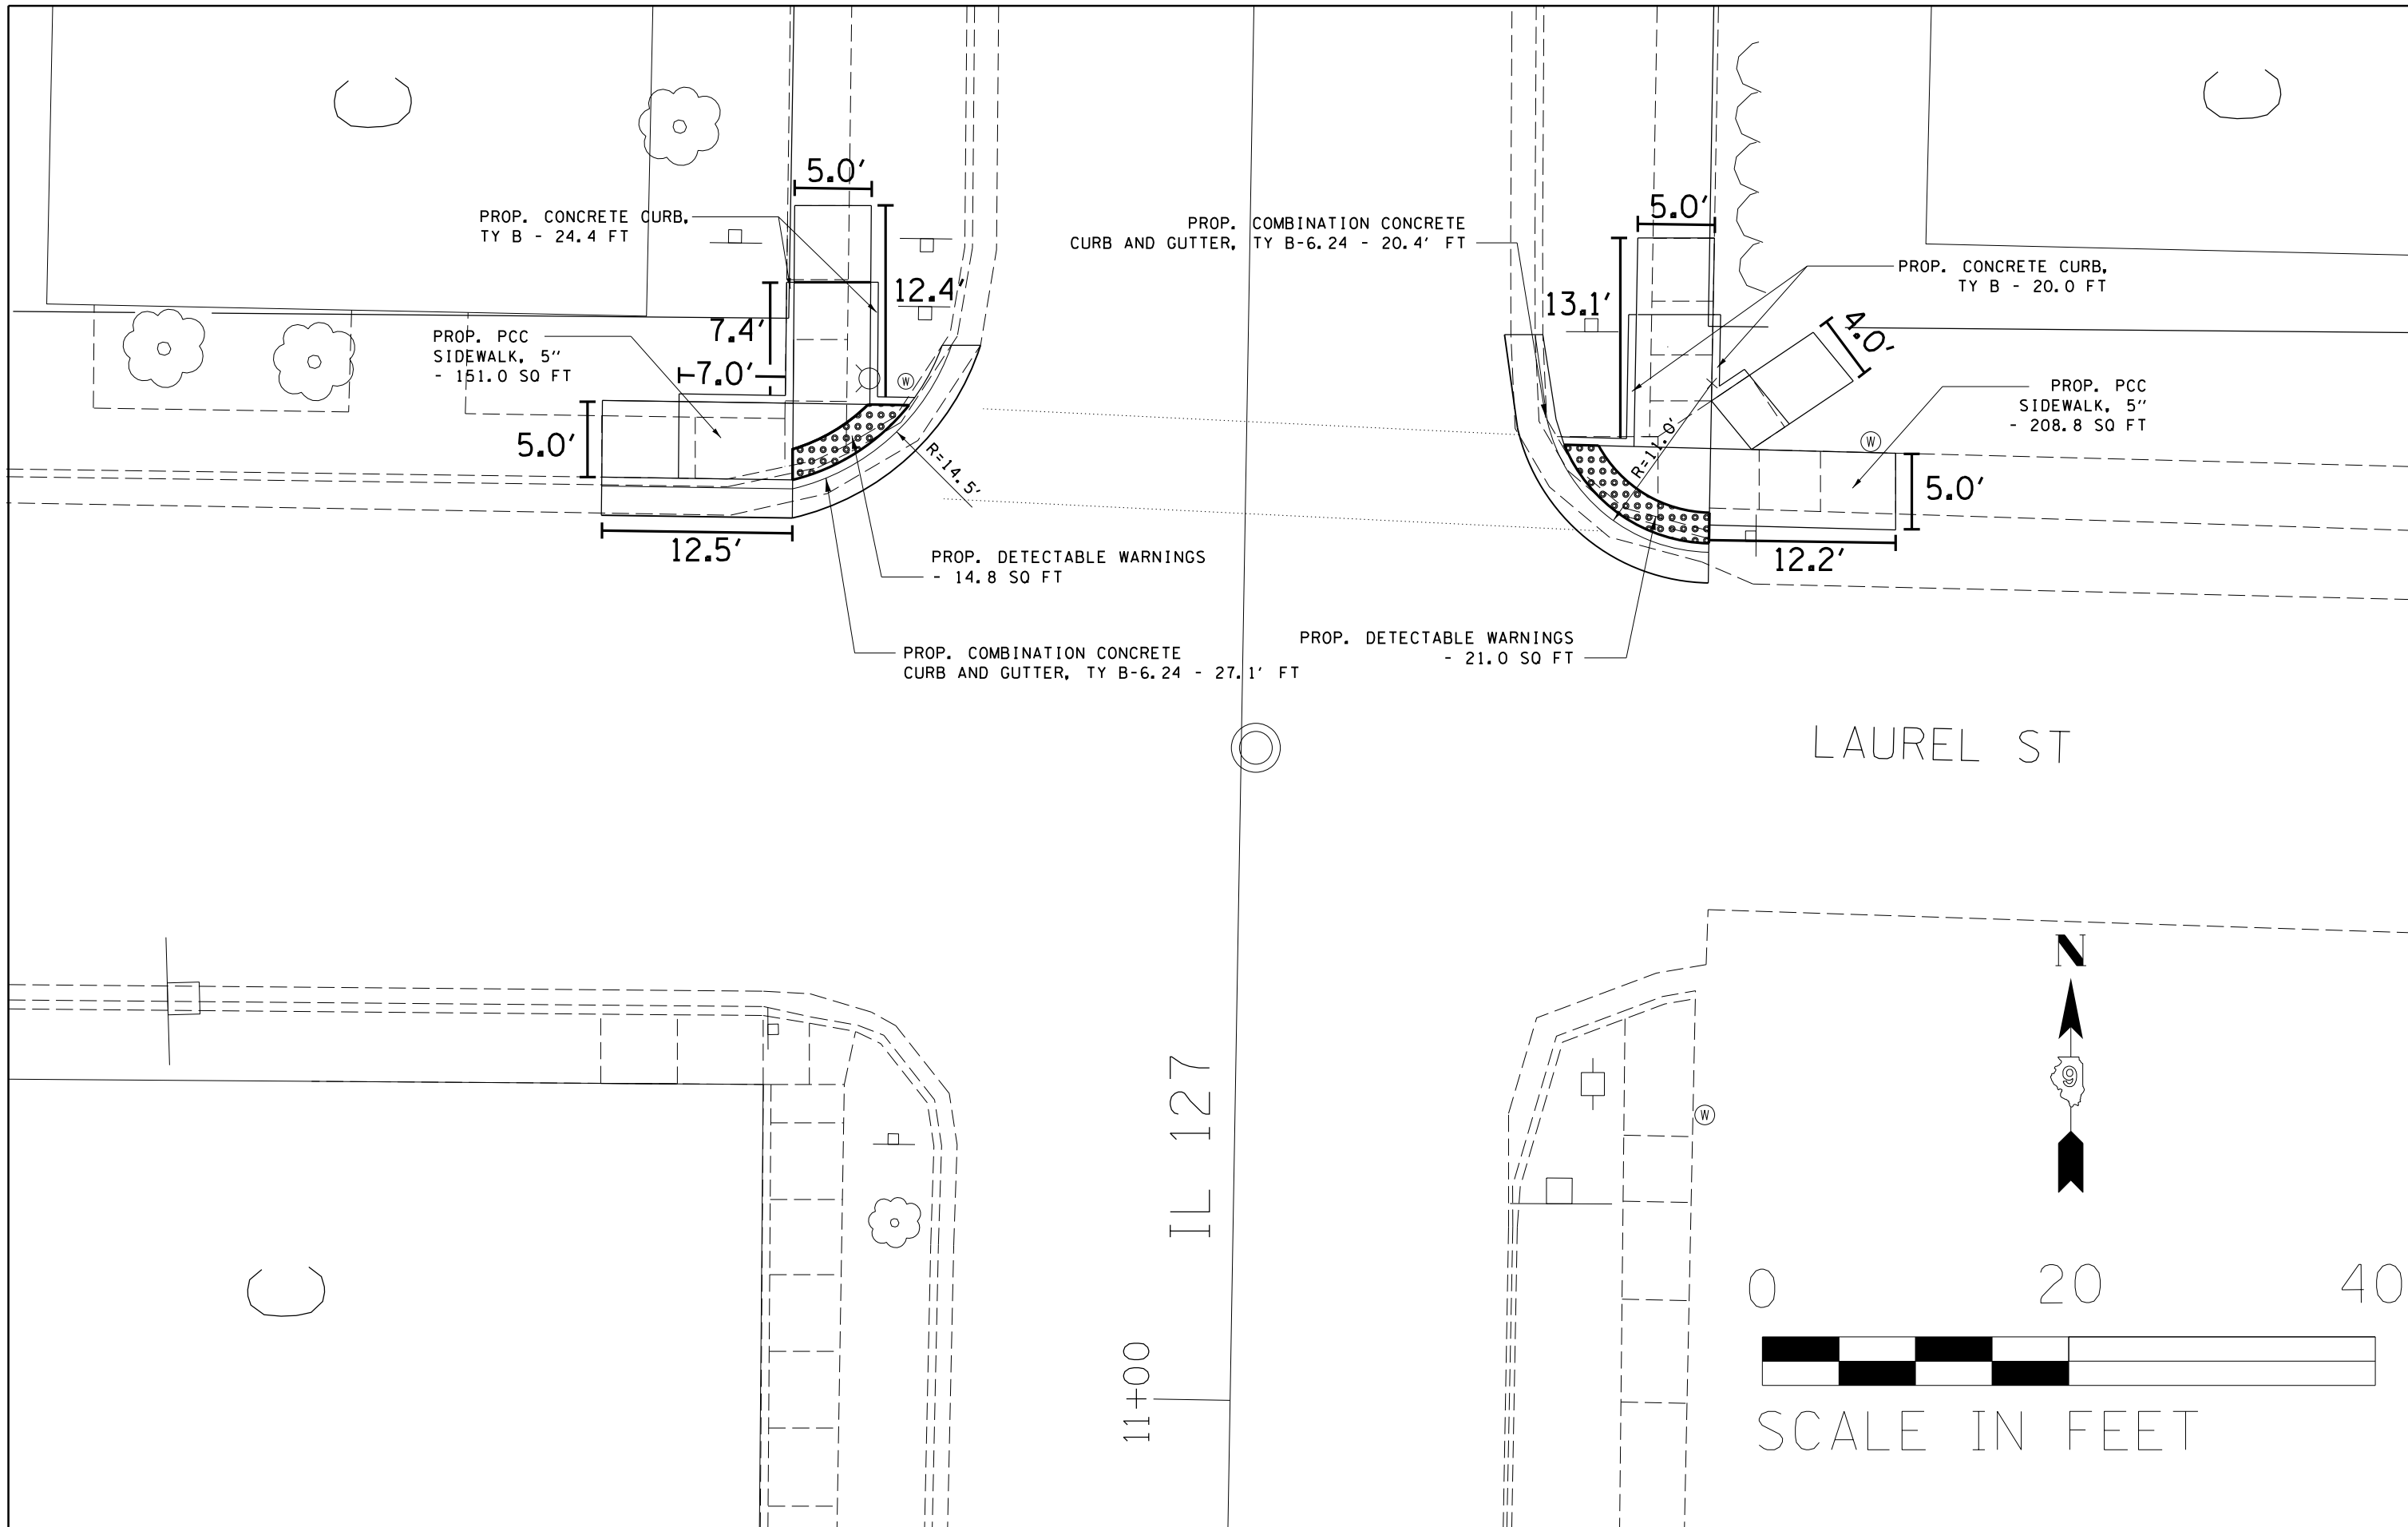 5.0'
PROP. CONCRETE CURB,
TY B - 24.4 FT
12.4'
7.4'
7.0'
PROP. PCC
SIDEWALK, 5"
- 151.0 SQ FT
5.0'
12.5'
W
R=14.5'
PROP. DETECTABLE WARNINGS
- 14.8 SQ FT
PROP. COMBINATION CONCRETE
CURB AND GUTTER, TY B-6.24 - 27.1' FT
PROP. COMBINATION CONCRETE
CURB AND GUTTER, TY B-6.24 - 20.4' FT
5.0'
13.1'
PROP. CONCRETE CURB,
TY B - 20.0 FT
4.0'
PROP. PCC
SIDEWALK, 5"
- 208.8 SQ FT
W
R=11.0'
5.0'
12.2'
PROP. DETECTABLE WARNINGS
- 21.0 SQ FT
LAUREL ST
IL 127
11+00
W
N
9
0 20 40
SCALE IN FEET